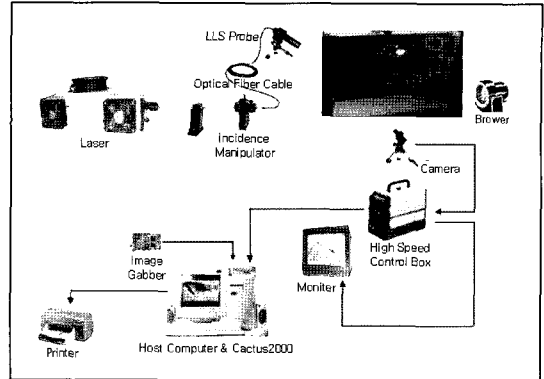 LLS Probe
Optical Fiber Cable
Laser
Incidence
Manipulator
Brower
Camera
High Speed
Control Box
Moniter
Image
Gabber
Printer
Host Computer & Cactus2000